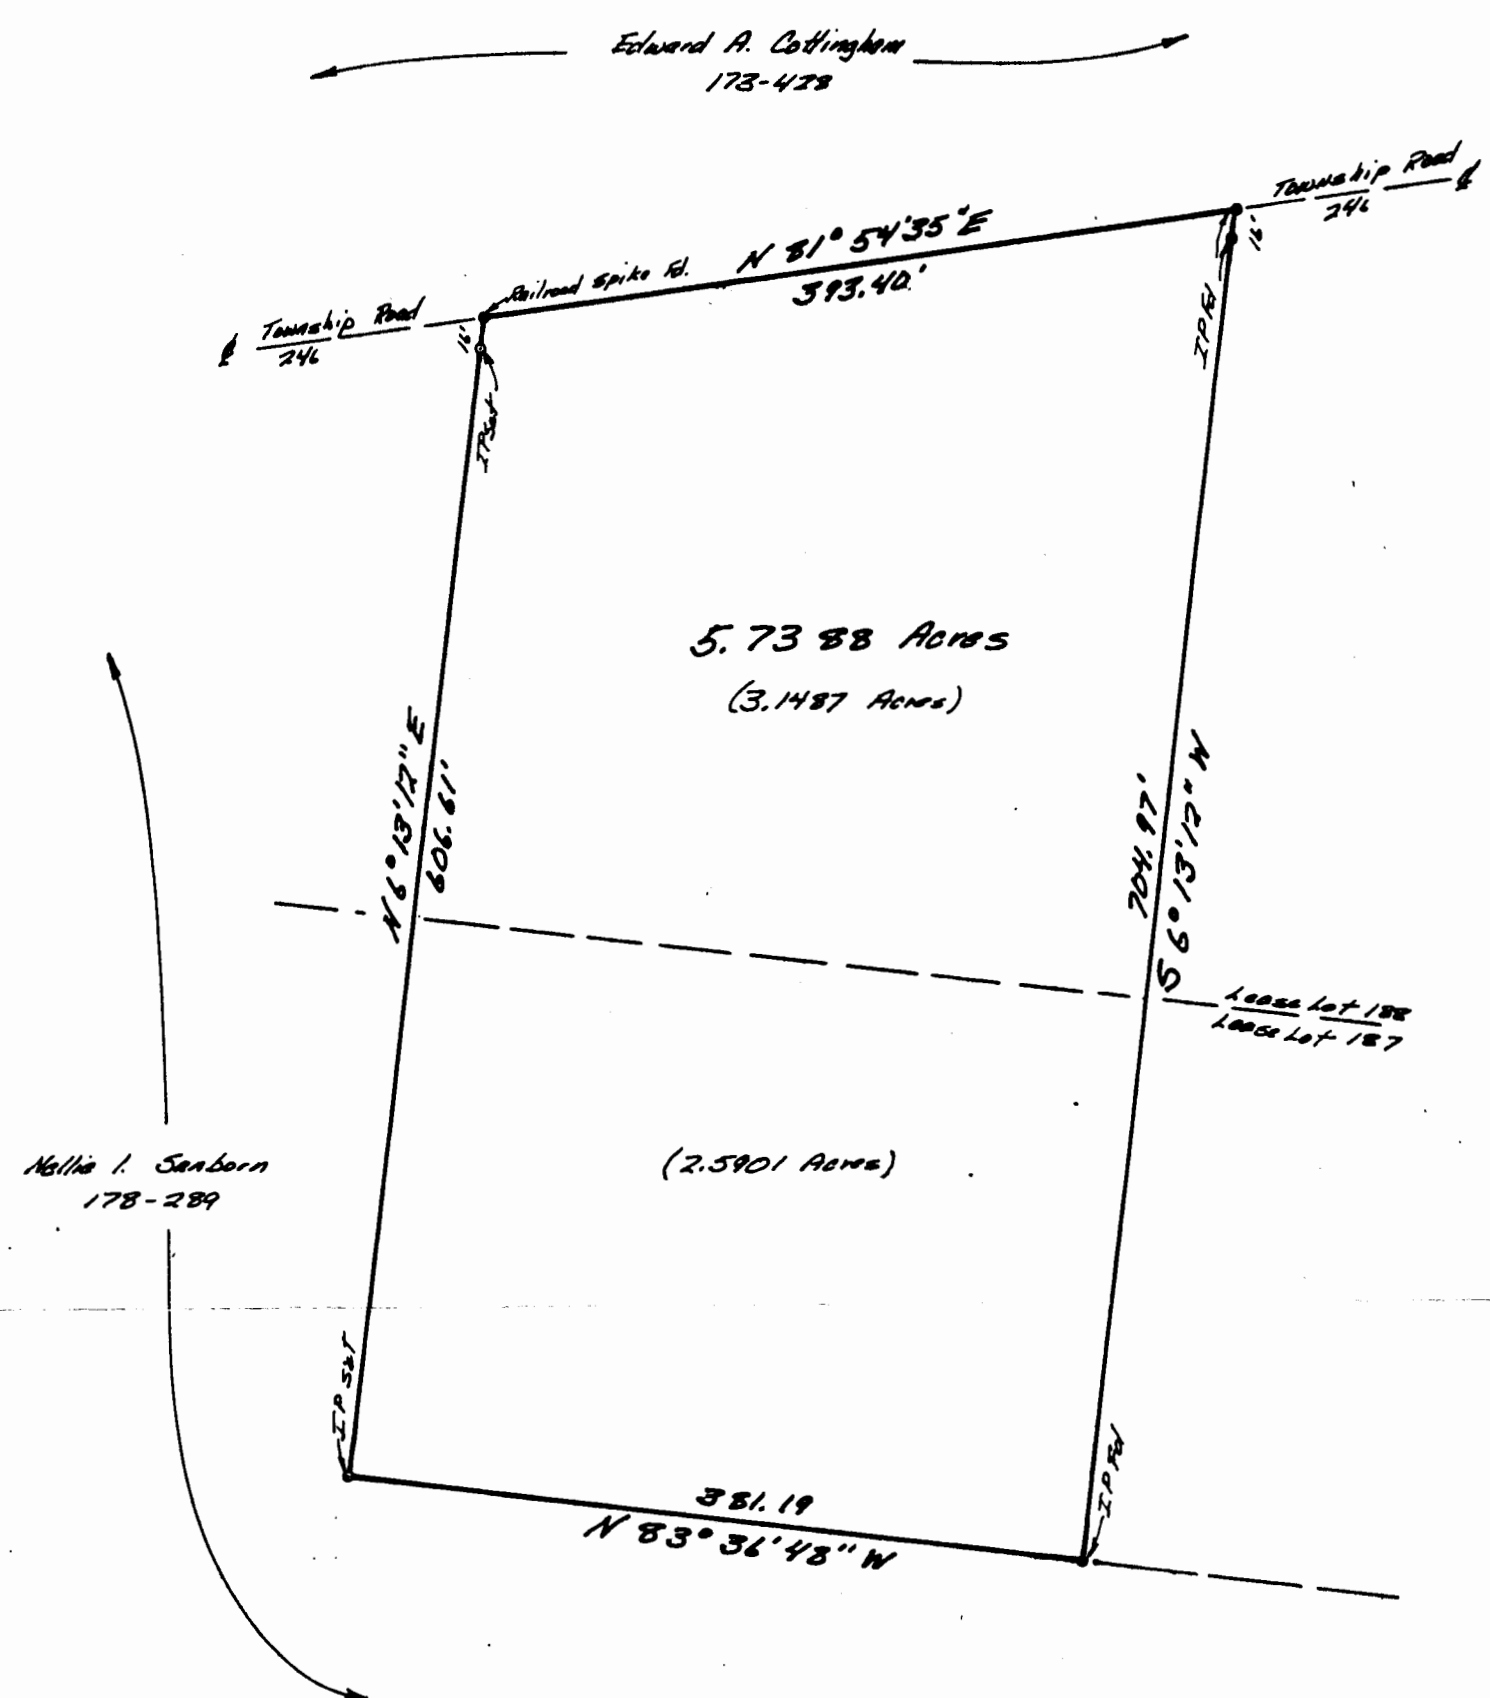 Edward A. Cottingham
173-428
Township Road
246
N 81° 54' 35" E
393.40'
Railroad Spike Fd.
Township Road
246
16'
16'
IP Set
IP Fd
5.7388 Acres
(3.1487 Acres)
N 6° 13' 12" E
606.61'
704.97'
S 6° 13' 12" W
Lease Lot 188
Lease Lot 187
Nellie I. Sanborn
178-289
(2.5901 Acres)
IP Set
IP Fd
381.19
N 83° 36' 48" W